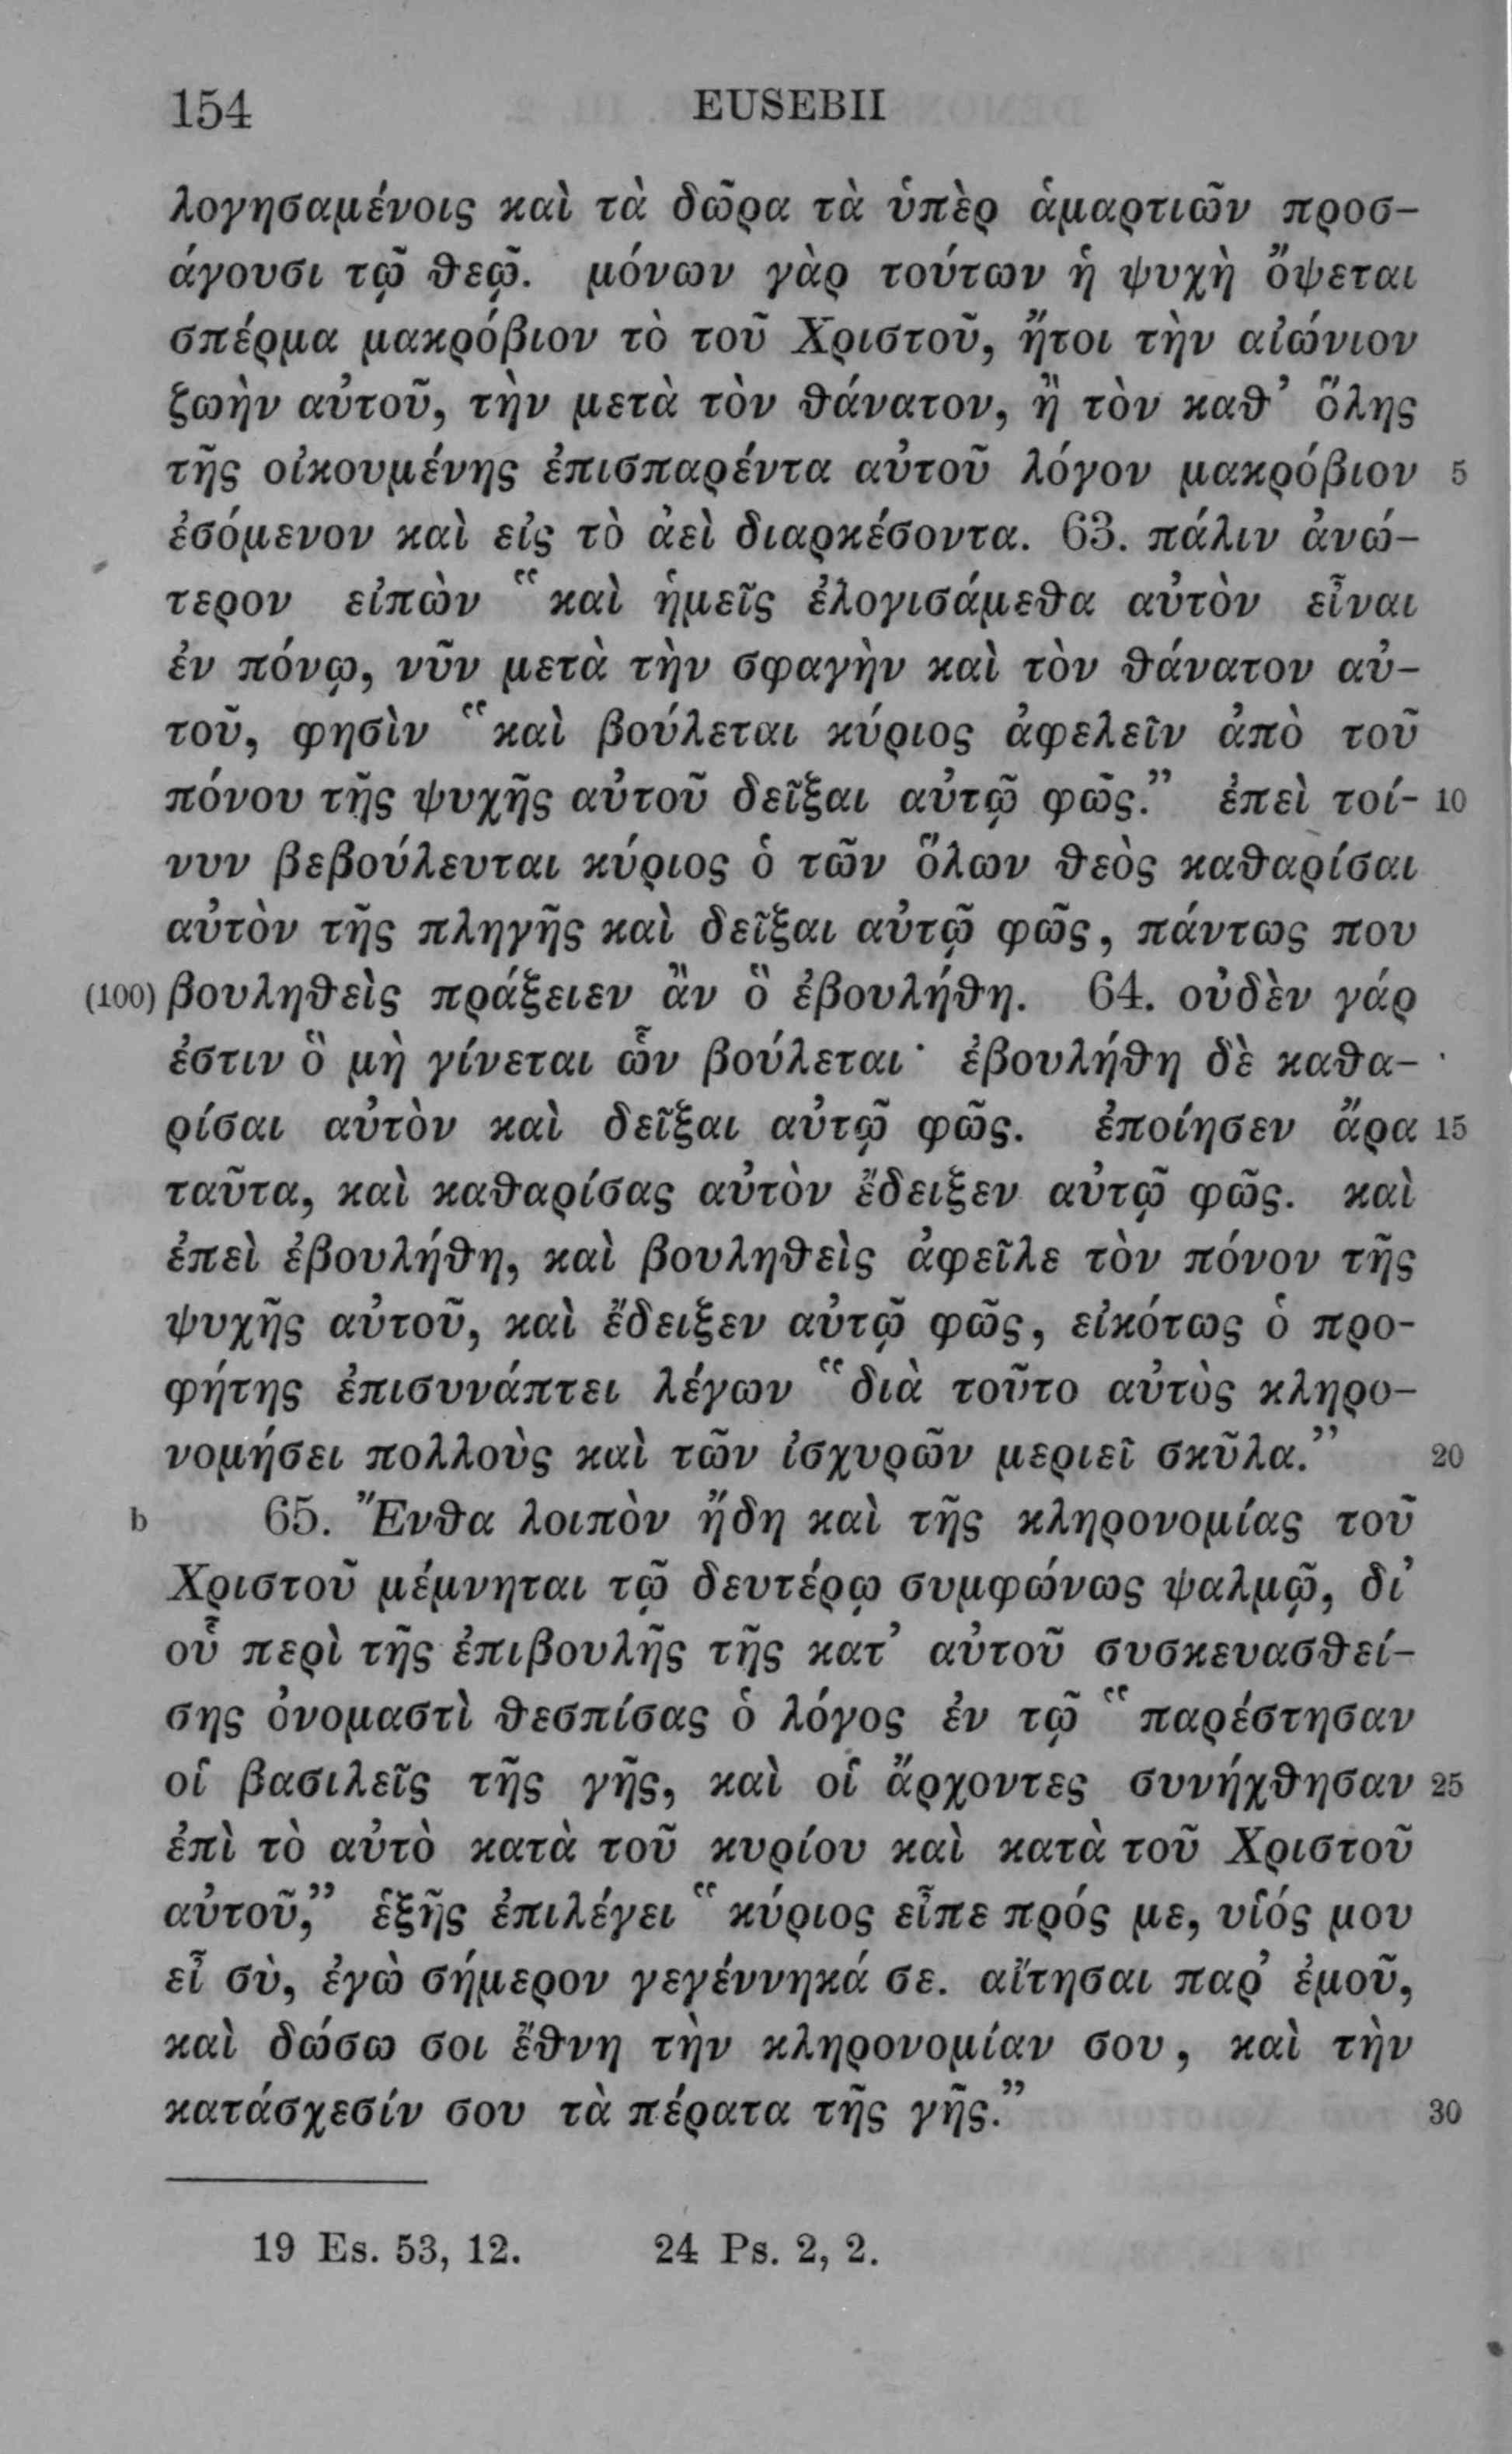 154 EUSEBII
λογησαμένοις καὶ τὰ δῶρα τὰ ὑπὲρ ἁμαρτιῶν προσ-
άγουσι τῷ θεῷ. μόνων γὰρ τούτων ἡ ψυχὴ ὄψεται
σπέρμα μακρόβιον τὸ τοῦ Χριστοῦ, ἤτοι τὴν αἰώνιον
ζωὴν αὐτοῦ, τὴν μετὰ τὸν θάνατον, ἢ τὸν καθ’ ὅλης
τῆς οἰκουμένης ἐπισπαρέντα αὐτοῦ λόγον μακρόβιον 5
ἐσόμενον καὶ εἰς τὸ ἀεὶ διαρκέσοντα. 63. πάλιν ἀνώ-
τερον εἰπὼν “καὶ ἡμεῖς ἐλογισάμεθα αὐτὸν εἶναι
ἐν πόνῳ, νῦν μετὰ τὴν σφαγὴν καὶ τὸν θάνατον αὐ-
τοῦ, φησὶν “καὶ βούλεται κύριος ἀφελεῖν ἀπὸ τοῦ
πόνου τῆς ψυχῆς αὐτοῦ δεῖξαι αὐτῷ φῶς.” ἐπεὶ τοί- 10
νυν βεβούλευται κύριος ὁ τῶν ὅλων θεὸς καθαρίσαι
αὐτὸν τῆς πληγῆς καὶ δεῖξαι αὐτῷ φῶς, πάντως που
(100) βουληθεὶς πράξειεν ἂν ὃ ἐβουλήθη. 64. οὐδὲν γάρ
ἐστιν ὃ μὴ γίνεται ὧν βούλεται· ἐβουλήθη δὲ καθα-
ρίσαι αὐτὸν καὶ δεῖξαι αὐτῷ φῶς. ἐποίησεν ἄρα 15
ταῦτα, καὶ καθαρίσας αὐτὸν ἔδειξεν αὐτῷ φῶς. καὶ
ἐπεὶ ἐβουλήθη, καὶ βουληθεὶς ἀφεῖλε τὸν πόνον τῆς
ψυχῆς αὐτοῦ, καὶ ἔδειξεν αὐτῷ φῶς, εἰκότως ὁ προ-
φήτης ἐπισυνάπτει λέγων “διὰ τοῦτο αὐτὸς κληρο-
νομήσει πολλοὺς καὶ τῶν ἰσχυρῶν μεριεῖ σκῦλα.” 20
b 65. Ἔνθα λοιπὸν ἤδη καὶ τῆς κληρονομίας τοῦ
Χριστοῦ μέμνηται τῷ δευτέρῳ συμφώνως ψαλμῷ, δι’
οὗ περὶ τῆς ἐπιβουλῆς τῆς κατ’ αὐτοῦ συσκευασθεί-
σης ὀνομαστὶ θεσπίσας ὁ λόγος ἐν τῷ “παρέστησαν
οἱ βασιλεῖς τῆς γῆς, καὶ οἱ ἄρχοντες συνήχθησαν 25
ἐπὶ τὸ αὐτὸ κατὰ τοῦ κυρίου καὶ κατὰ τοῦ Χριστοῦ
αὐτοῦ,” ἑξῆς ἐπιλέγει “κύριος εἶπε πρός με, υἱός μου
εἶ σὺ, ἐγὼ σήμερον γεγέννηκά σε. αἴτησαι παρ’ ἐμοῦ,
καὶ δώσω σοι ἔθνη τὴν κληρονομίαν σου, καὶ τὴν
κατάσχεσίν σου τὰ πέρατα τῆς γῆς.” 30
19 Es. 53, 12. 24 Ps. 2, 2.